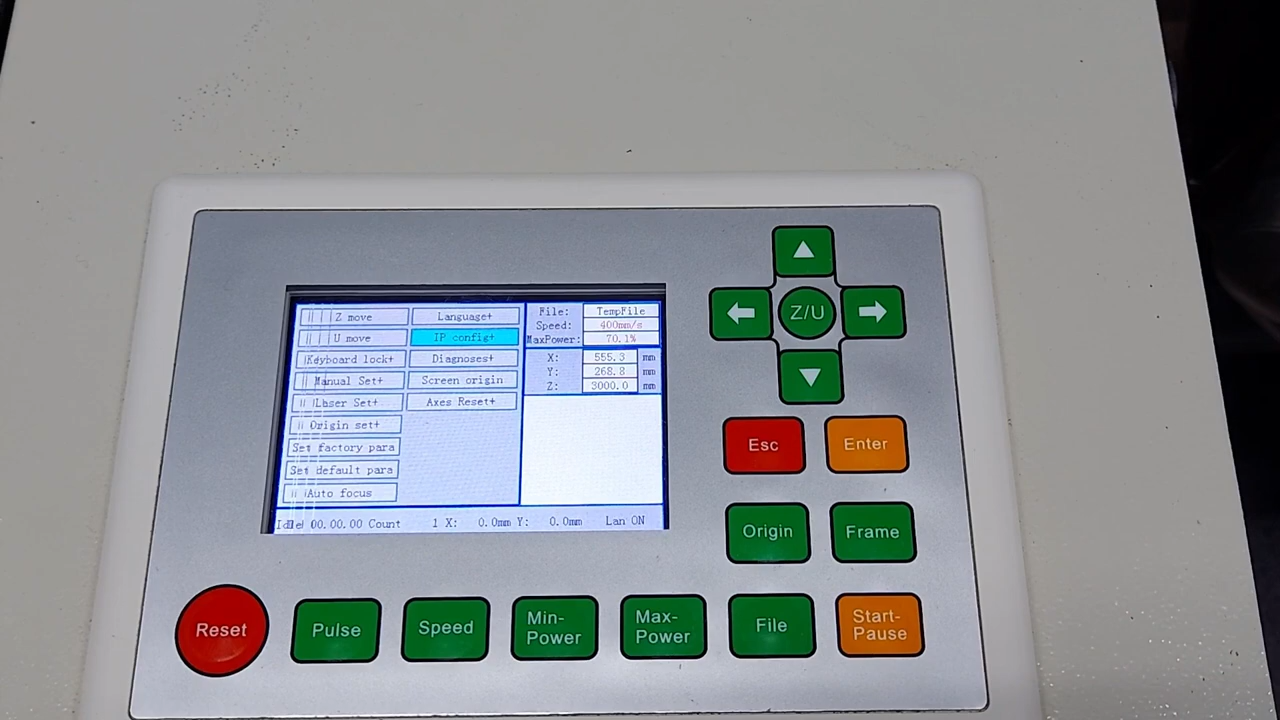 Z move
U move
Keyboard lock+
Manual Set+
Laser Set+
Origin set+
Set factory para
Set default para
Auto focus
Language+
IP config+
Diagnoses+
Screen origin
Axes Reset+
File: TempFile
Speed: 400mm/s
MaxPower: 70.1%
X: 555.3 mm
Y: 268.8 mm
Z: 3000.0 mm
Idle 00.00.00 Count 1 X: 0.0mm Y: 0.0mm Lan ON
Z/U
Esc
Enter
Origin
Frame
Reset
Pulse
Speed
Min-
Power
Max-
Power
File
Start-
Pause